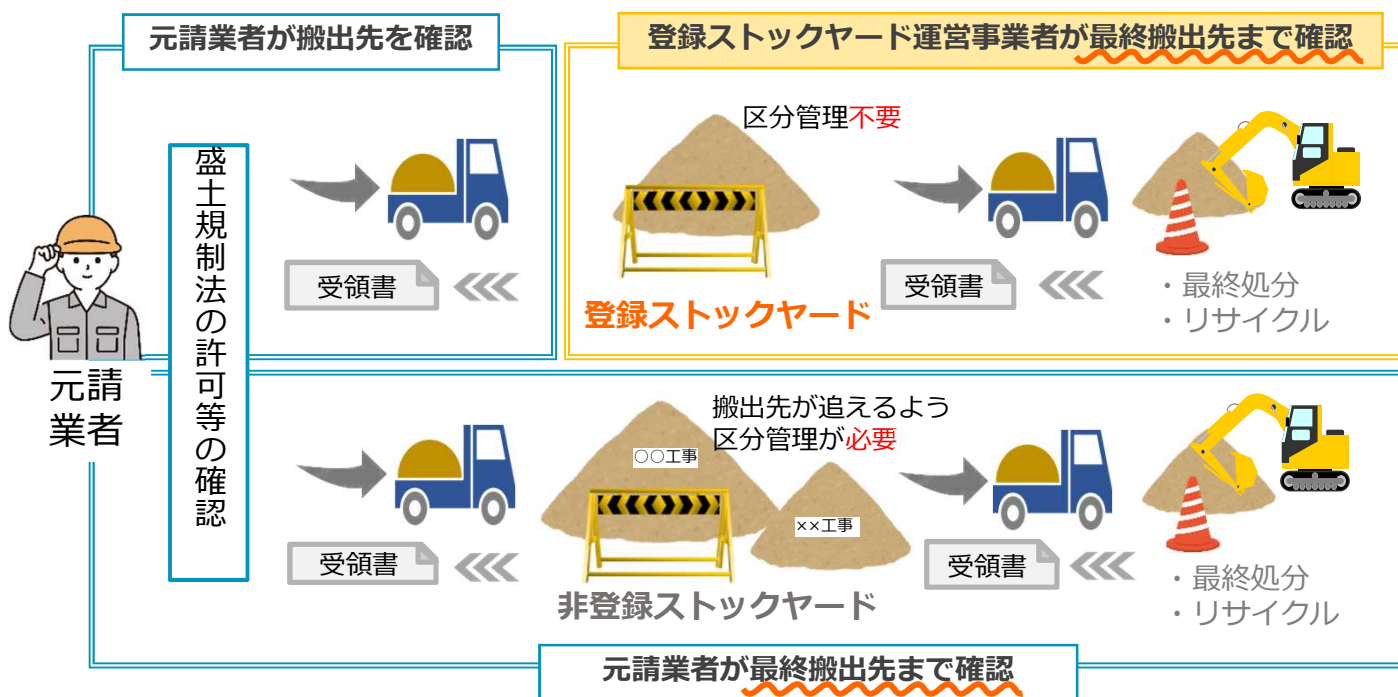 元請業者が搬出先を確認
登録ストックヤード運営事業者が最終搬出先まで確認
盛土規制法の許可等の確認
元請
業者
受領書
区分管理不要
登録ストックヤード
受領書
・最終処分
・リサイクル
受領書
搬出先が追えるよう
区分管理が必要
○○工事
××工事
非登録ストックヤード
受領書
・最終処分
・リサイクル
元請業者が最終搬出先まで確認